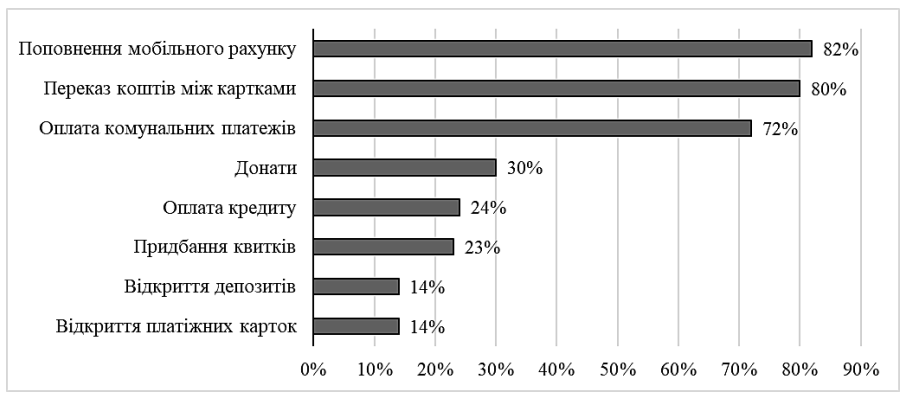 Поповнення мобільного рахунку 82%
Переказ коштів між картками 80%
Оплата комунальних платежів 72%
Донати 30%
Оплата кредиту 24%
Придбання квитків 23%
Відкриття депозитів 14%
Відкриття платіжних карток 14%
0% 10% 20% 30% 40% 50% 60% 70% 80% 90%